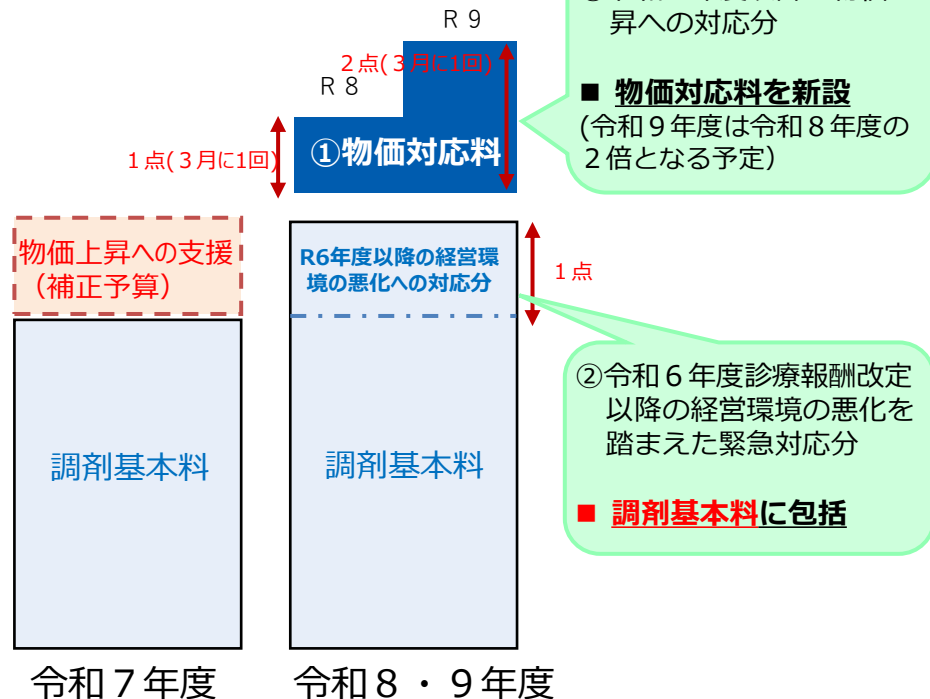 昇への対応分
■ 物価対応料を新設
(令和９年度は令和８年度の
２倍となる予定）
Ｒ９
２点(３月に1回)
Ｒ８
１点(３月に1回)
①物価対応料
物価上昇への支援
（補正予算）
R6年度以降の経営環
境の悪化への対応分
１点
②令和６年度診療報酬改定
以降の経営環境の悪化を
踏まえた緊急対応分
■ 調剤基本料に包括
調剤基本料
調剤基本料
令和７年度
令和８・９年度